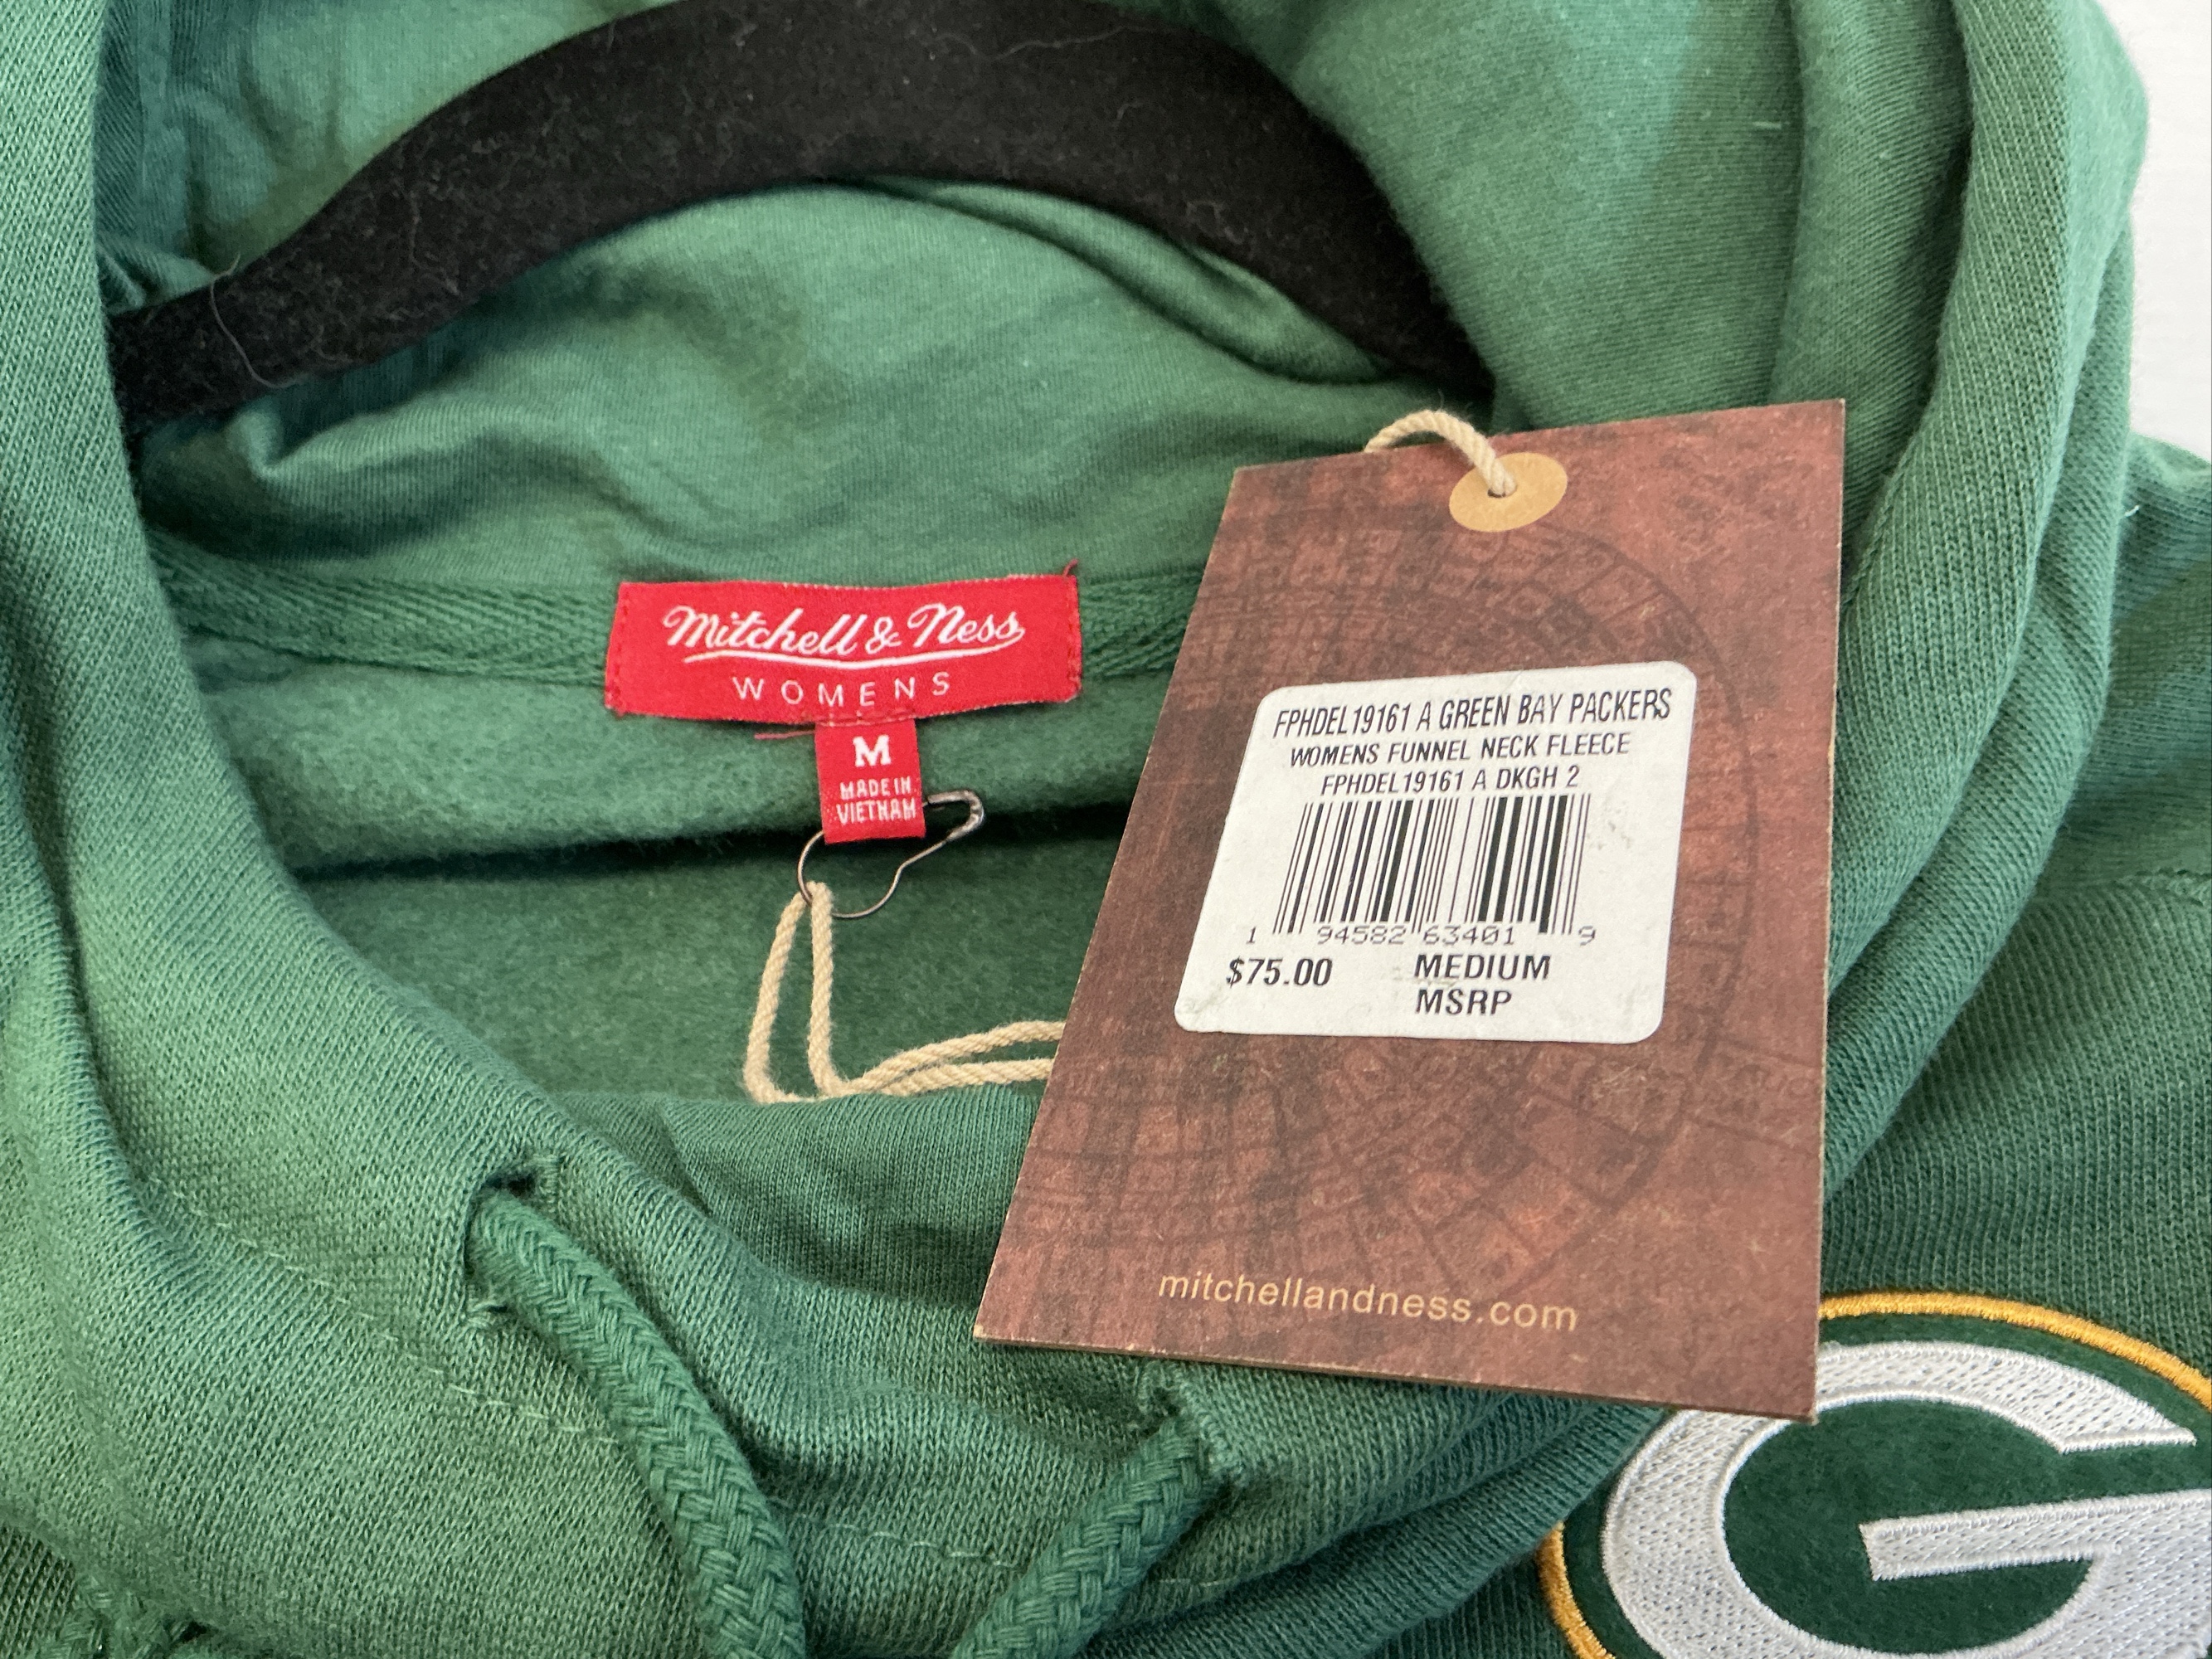 Mitchell & Ness
WOMENS
M
MADE IN
VIETNAM
FPHDEL19161 A GREEN BAY PACKERS
WOMENS FUNNEL NECK FLEECE
FPHDEL19161 A DKGH 2
1 94582 63401 9
$75.00 MEDIUM
MSRP
mitchellandness.com
G